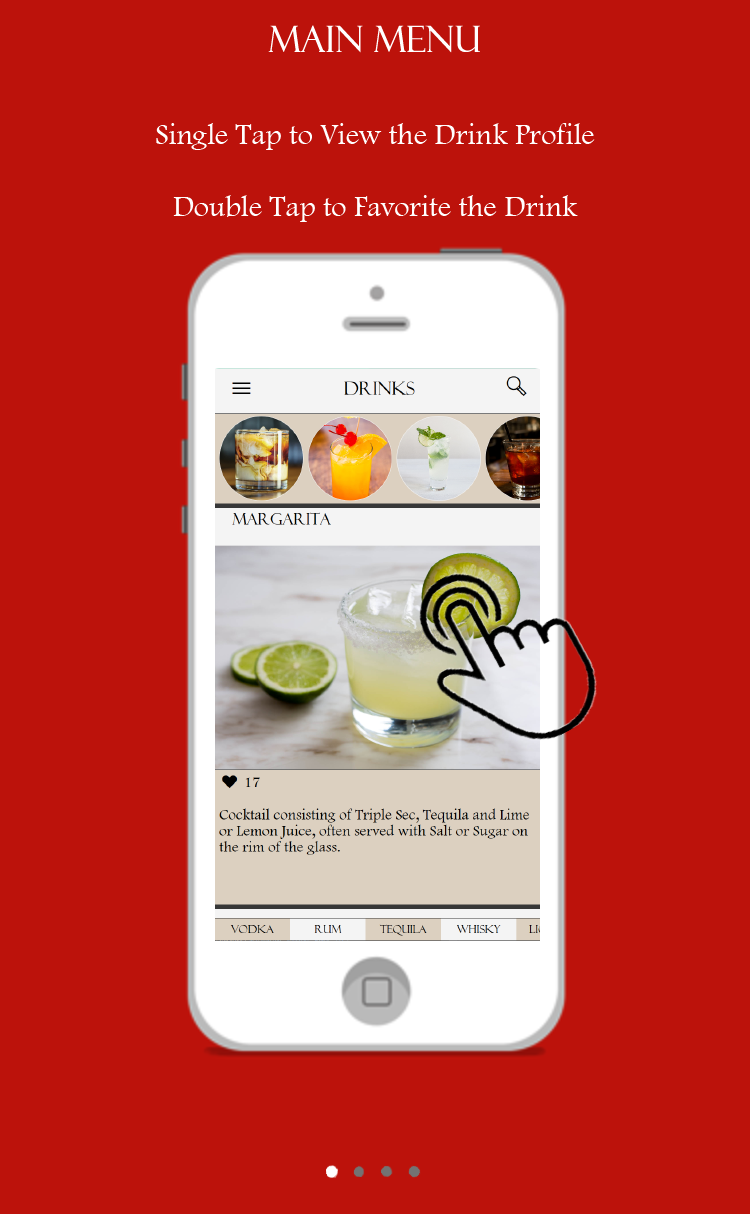 MAIN MENU
Single Tap to View the Drink Profile
Double Tap to Favorite the Drink
DRINKS
MARGARITA
17
Cocktail consisting of Triple Sec, Tequila and Lime
or Lemon Juice, often served with Salt or Sugar on
the rim of the glass.
VODKA RUM TEQUILA WHISKY